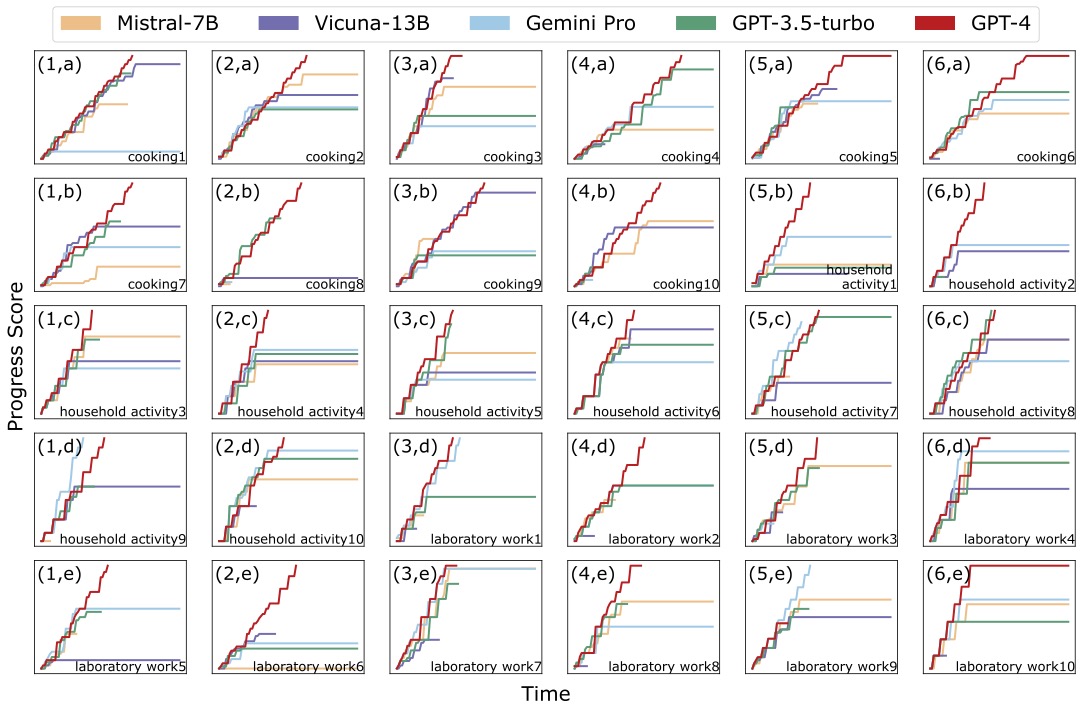 Mistral-7B Vicuna-13B Gemini Pro GPT-3.5-turbo GPT-4
(1,a) (2,a) (3,a) (4,a) (5,a) (6,a)
cooking1 cooking2 cooking3 cooking4 cooking5 cooking6
(1,b) (2,b) (3,b) (4,b) (5,b) (6,b)
cooking7 cooking8 cooking9 cooking10 household activity1 household activity2
(1,c) (2,c) (3,c) (4,c) (5,c) (6,c)
household activity3 household activity4 household activity5 household activity6 household activity7 household activity8
(1,d) (2,d) (3,d) (4,d) (5,d) (6,d)
household activity9 household activity10 laboratory work1 laboratory work2 laboratory work3 laboratory work4
(1,e) (2,e) (3,e) (4,e) (5,e) (6,e)
laboratory work5 laboratory work6 laboratory work7 laboratory work8 laboratory work9 laboratory work10
Progress Score
Time